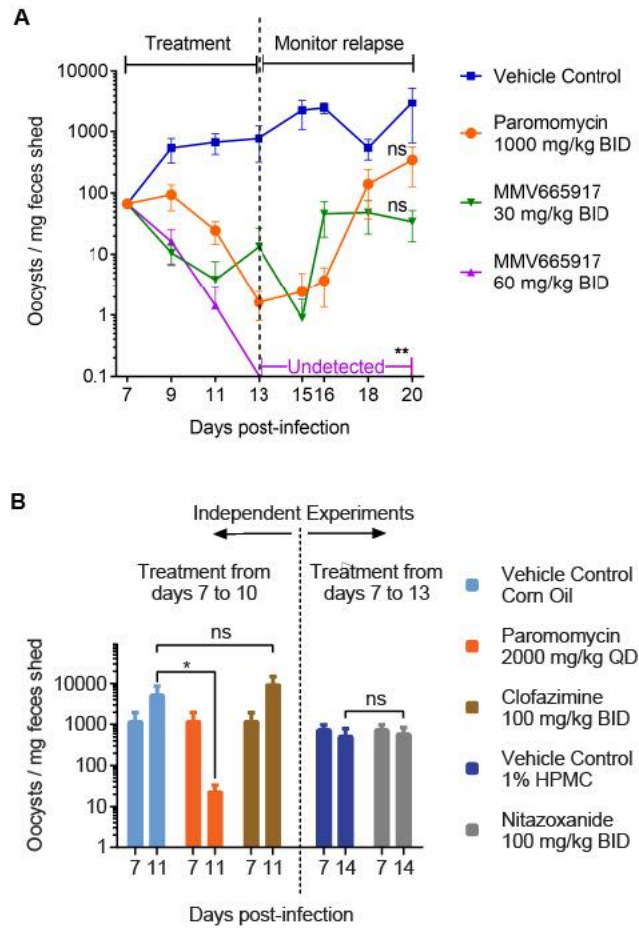 A
Treatment
Monitor relapse
10000
1000
100
10
1
0.1
Oocysts / mg feces shed
ns
ns
**
Undetected
7
9
11
13
15
16
18
20
Days post-infection
Vehicle Control
Paromomycin
1000 mg/kg BID
MMV665917
30 mg/kg BID
MMV665917
60 mg/kg BID
B
Independent Experiments
Treatment from
days 7 to 10
Treatment from
days 7 to 13
ns
*
ns
10000
1000
100
10
1
Oocysts / mg feces shed
7 11
7 11
7 11
7 14
7 14
Days post-infection
Vehicle Control
Corn Oil
Paromomycin
2000 mg/kg QD
Clofazimine
100 mg/kg BID
Vehicle Control
1% HPMC
Nitazoxanide
100 mg/kg BID